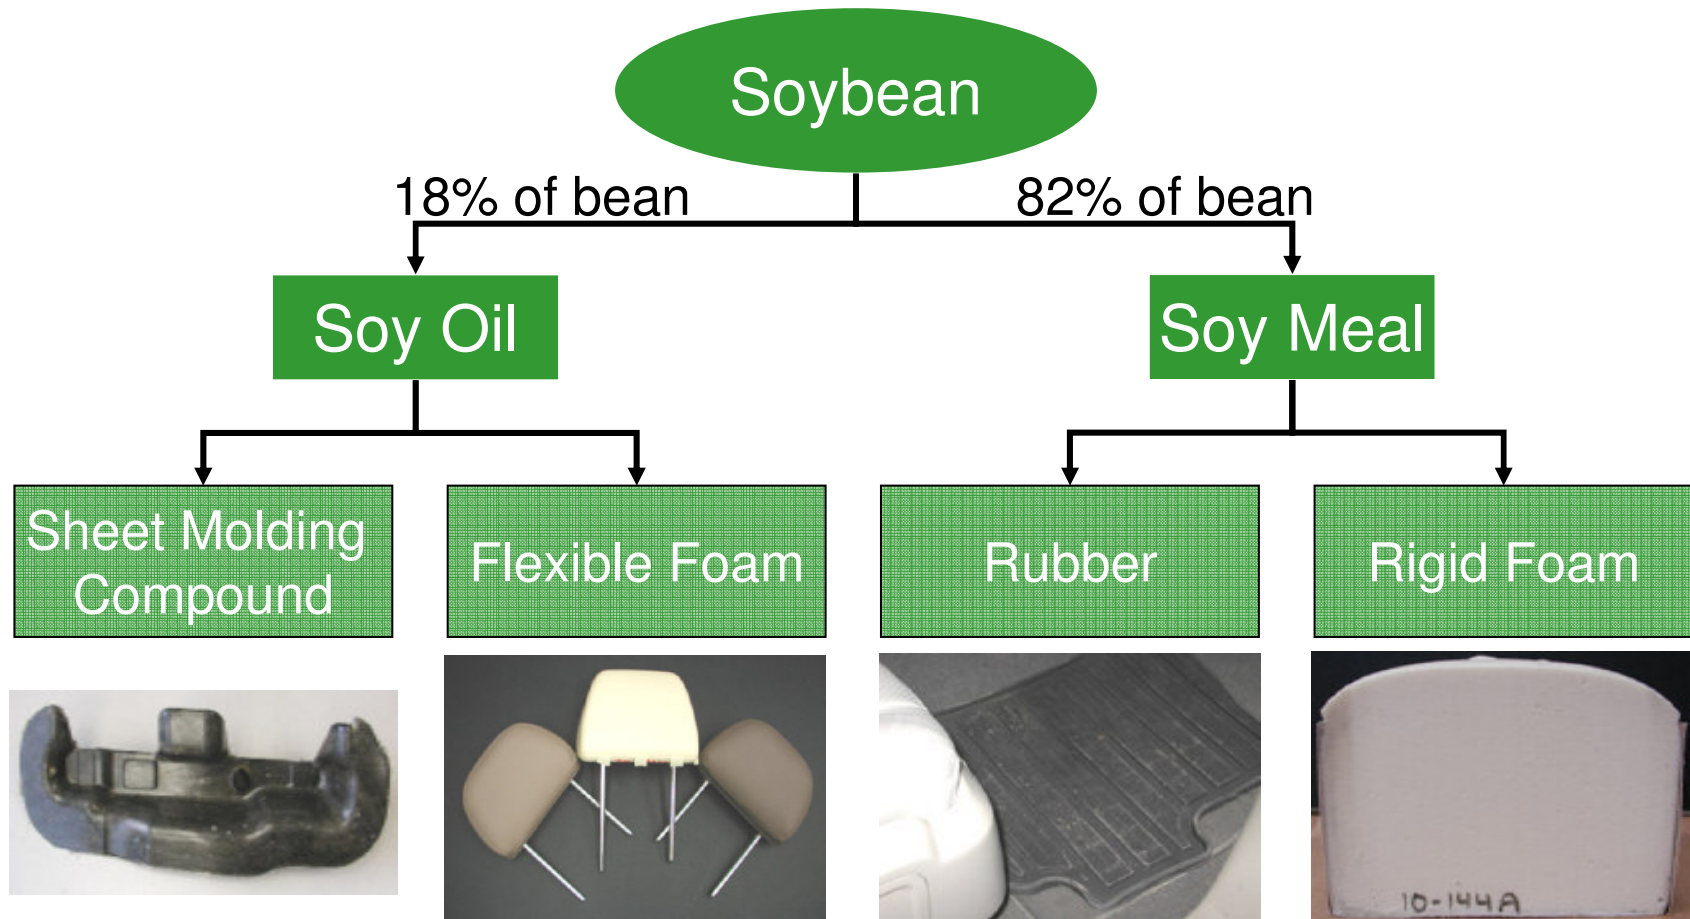 Soybean
18% of bean
82% of bean
Soy Oil
Soy Meal
Sheet Molding
Compound
Flexible Foam
Rubber
Rigid Foam
10-144A